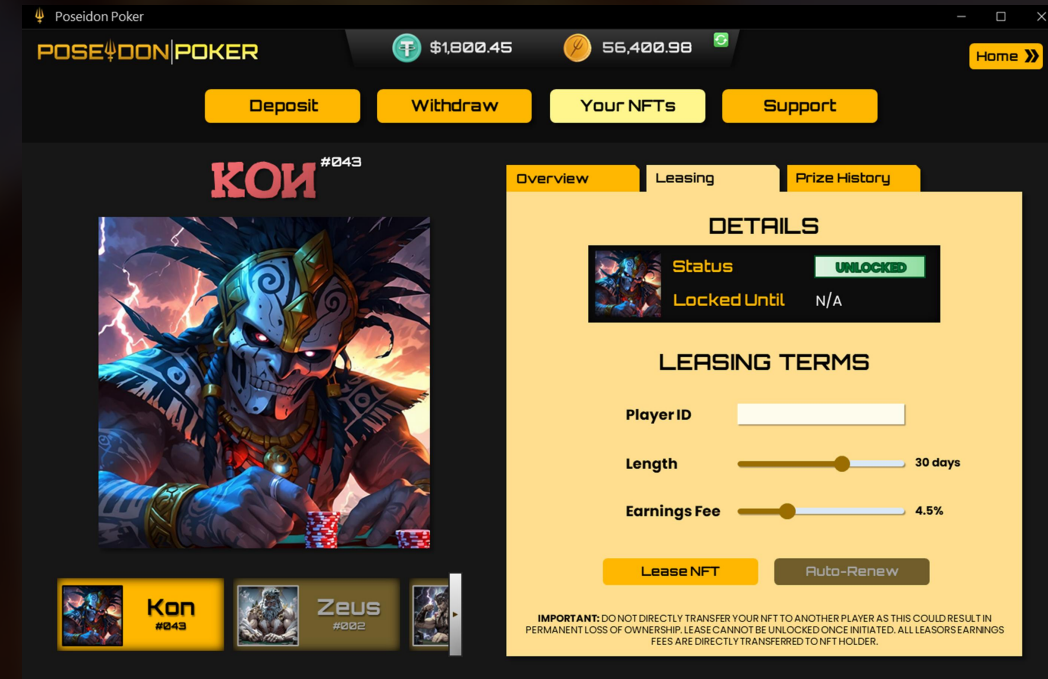 Poseidon Poker
POSEIDON|POKER
$1,800.45
56,400.98
Home
Deposit
Withdraw
Your NFTs
Support
КОИ #043
Overview
Leasing
Prize History
DETAILS
Status UNLOCKED
Locked Until N/A
LEASING TERMS
Player ID
Length 30 days
Earnings Fee 4.5%
Lease NFT
Auto-Renew
IMPORTANT: DO NOT DIRECTLY TRANSFER YOUR NFT TO ANOTHER PLAYER AS THIS COULD RESULT IN
PERMANENT LOSS OF OWNERSHIP. LEASE CANNOT BE UNLOCKED ONCE INITIATED. ALL LEASORS EARNINGS
FEES ARE DIRECTLY TRANSFERRED TO NFT HOLDER.
Kon
#043
Zeus
#002